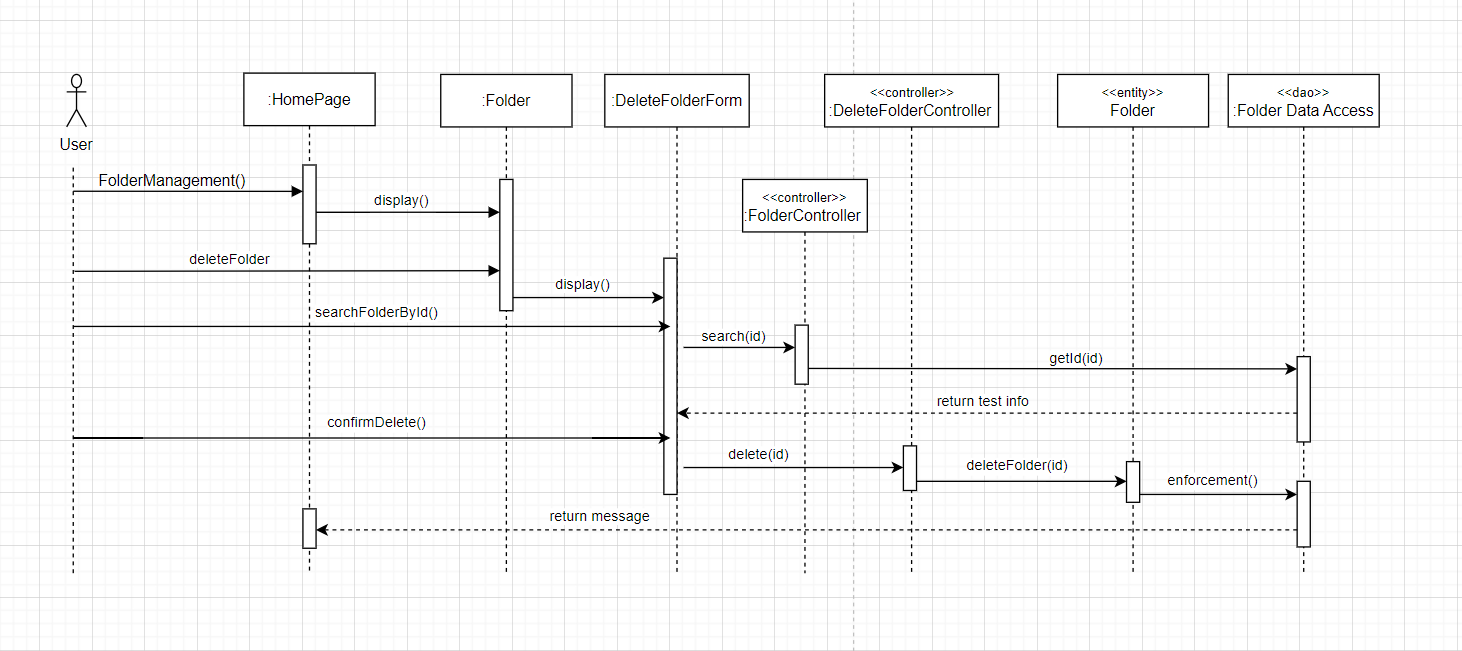 :HomePage
:Folder
:DeleteFolderForm
<<controller>>
:DeleteFolderController
<<entity>>
Folder
<<dao>>
:Folder Data Access
User
FolderManagement()
display()
<<controller>>
:FolderController
deleteFolder
display()
searchFolderById()
search(id)
getId(id)
return test info
confirmDelete()
delete(id)
deleteFolder(id)
enforcement()
return message